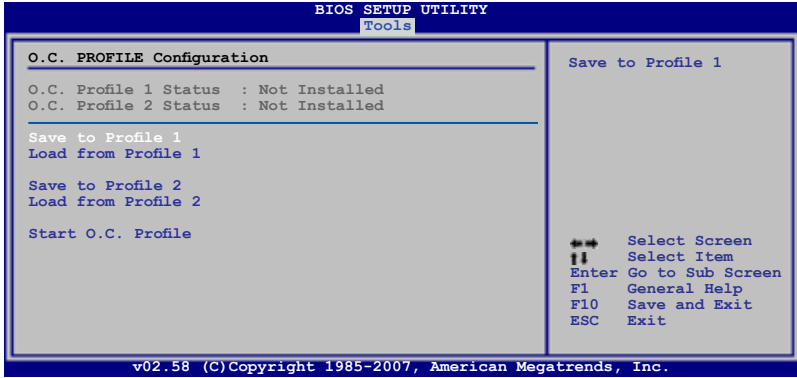 BIOS SETUP UTILITY
Tools
O.C. PROFILE Configuration
O.C. Profile 1 Status : Not Installed
O.C. Profile 2 Status : Not Installed
Save to Profile 1
Load from Profile 1
Save to Profile 2
Load from Profile 2
Start O.C. Profile
Save to Profile 1
Select Screen
Select Item
Enter Go to Sub Screen
F1 General Help
F10 Save and Exit
ESC Exit
v02.58 (C)Copyright 1985-2007, American Megatrends, Inc.